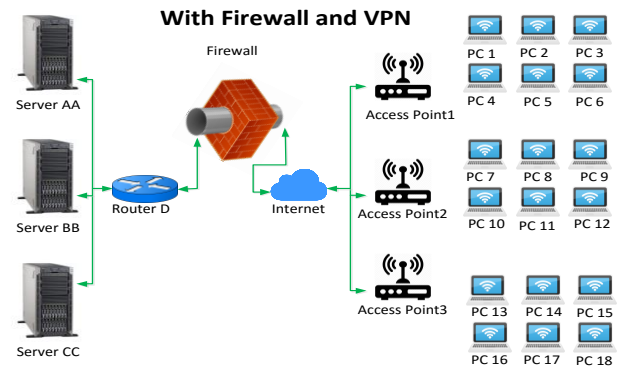 With Firewall and VPN
Firewall
Server AA
Server BB
Server CC
Router D
Internet
Access Point1
Access Point2
Access Point3
PC 1 PC 2 PC 3
PC 4 PC 5 PC 6
PC 7 PC 8 PC 9
PC 10 PC 11 PC 12
PC 13 PC 14 PC 15
PC 16 PC 17 PC 18